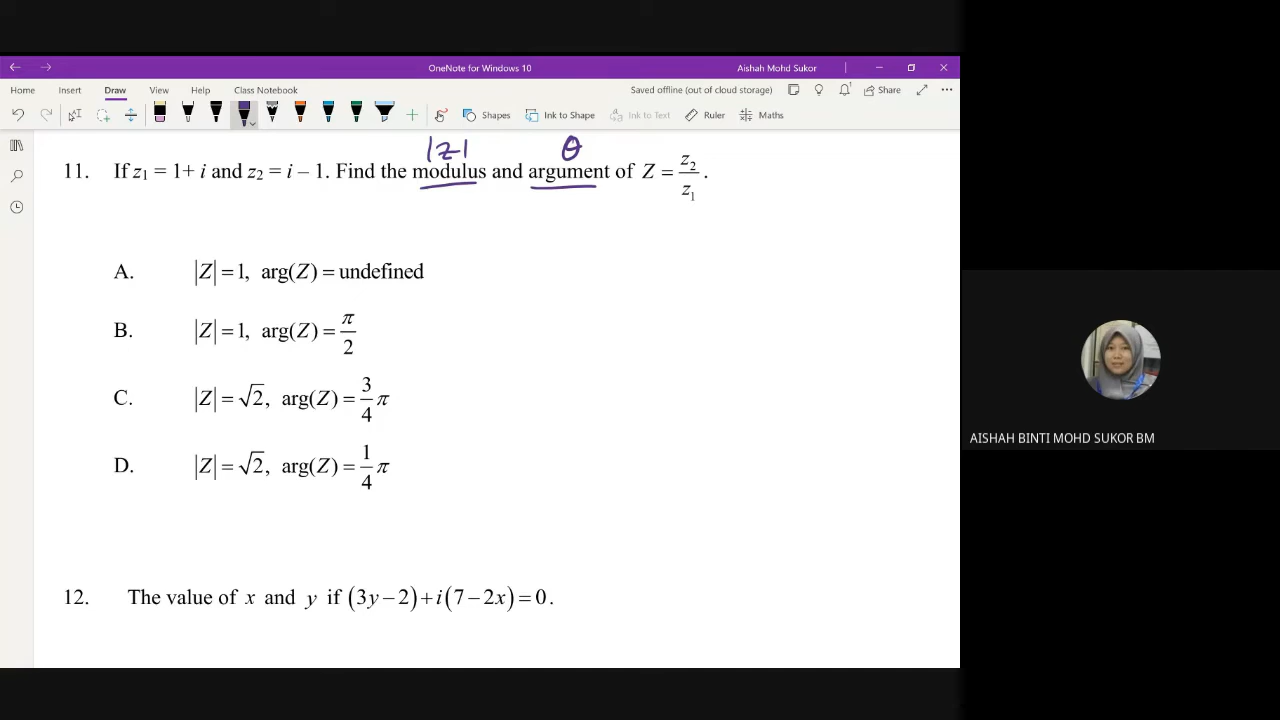 OneNote for Windows 10
Aishah Mohd Sukor
Home Insert Draw View Help Class Notebook
Saved offline (out of cloud storage)
Share
Shapes Ink to Shape Ink to Text Ruler Maths
|z| θ
11. If z₁ = 1+ i and z₂ = i – 1. Find the modulus and argument of Z = z₂/z₁.
A. |Z| = 1, arg(Z) = undefined
B. |Z| = 1, arg(Z) = π/2
C. |Z| = √2, arg(Z) = 3/4 π
D. |Z| = √2, arg(Z) = 1/4 π
12. The value of x and y if (3y − 2) + i(7 − 2x) = 0.
AISHAH BINTI MOHD SUKOR BM